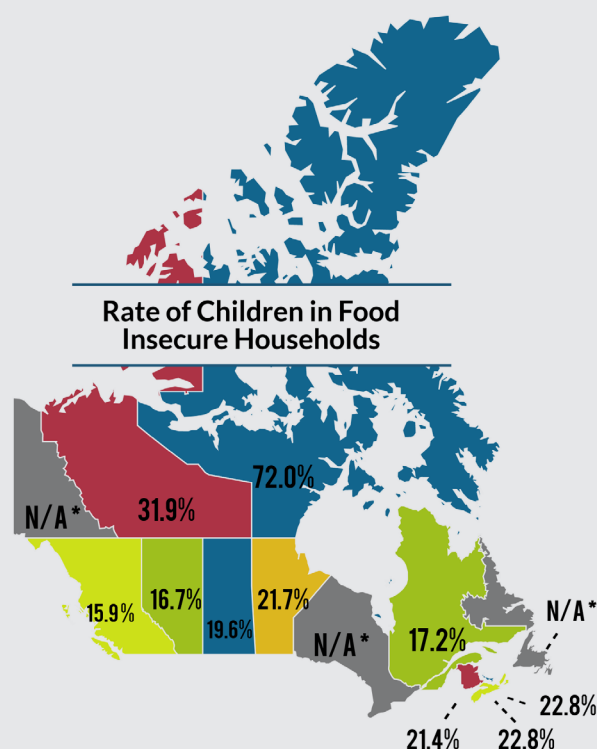 Rate of Children in Food
Insecure Households
72.0%
31.9%
N/A*
15.9%
16.7%
19.6%
21.7%
N/A*
17.2%
N/A*
22.8%
21.4%
22.8%